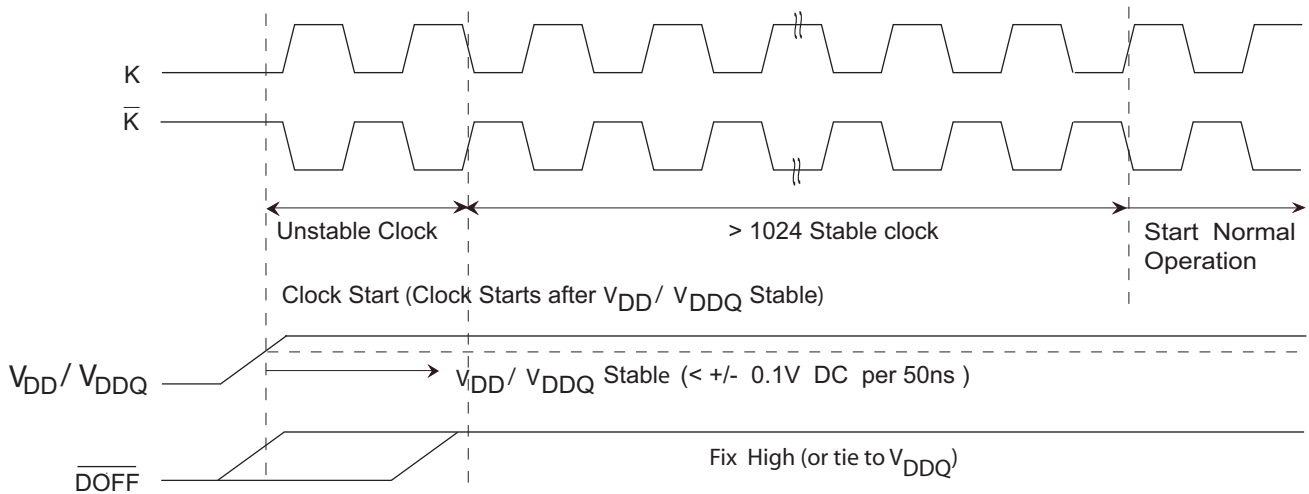 K
K
Unstable Clock
> 1024 Stable clock
Start Normal
Operation
Clock Start (Clock Starts after VDD / VDDQ Stable)
VDD / VDDQ
VDD / VDDQ Stable (< +/- 0.1V DC per 50ns )
DOFF
Fix High (or tie to VDDQ)